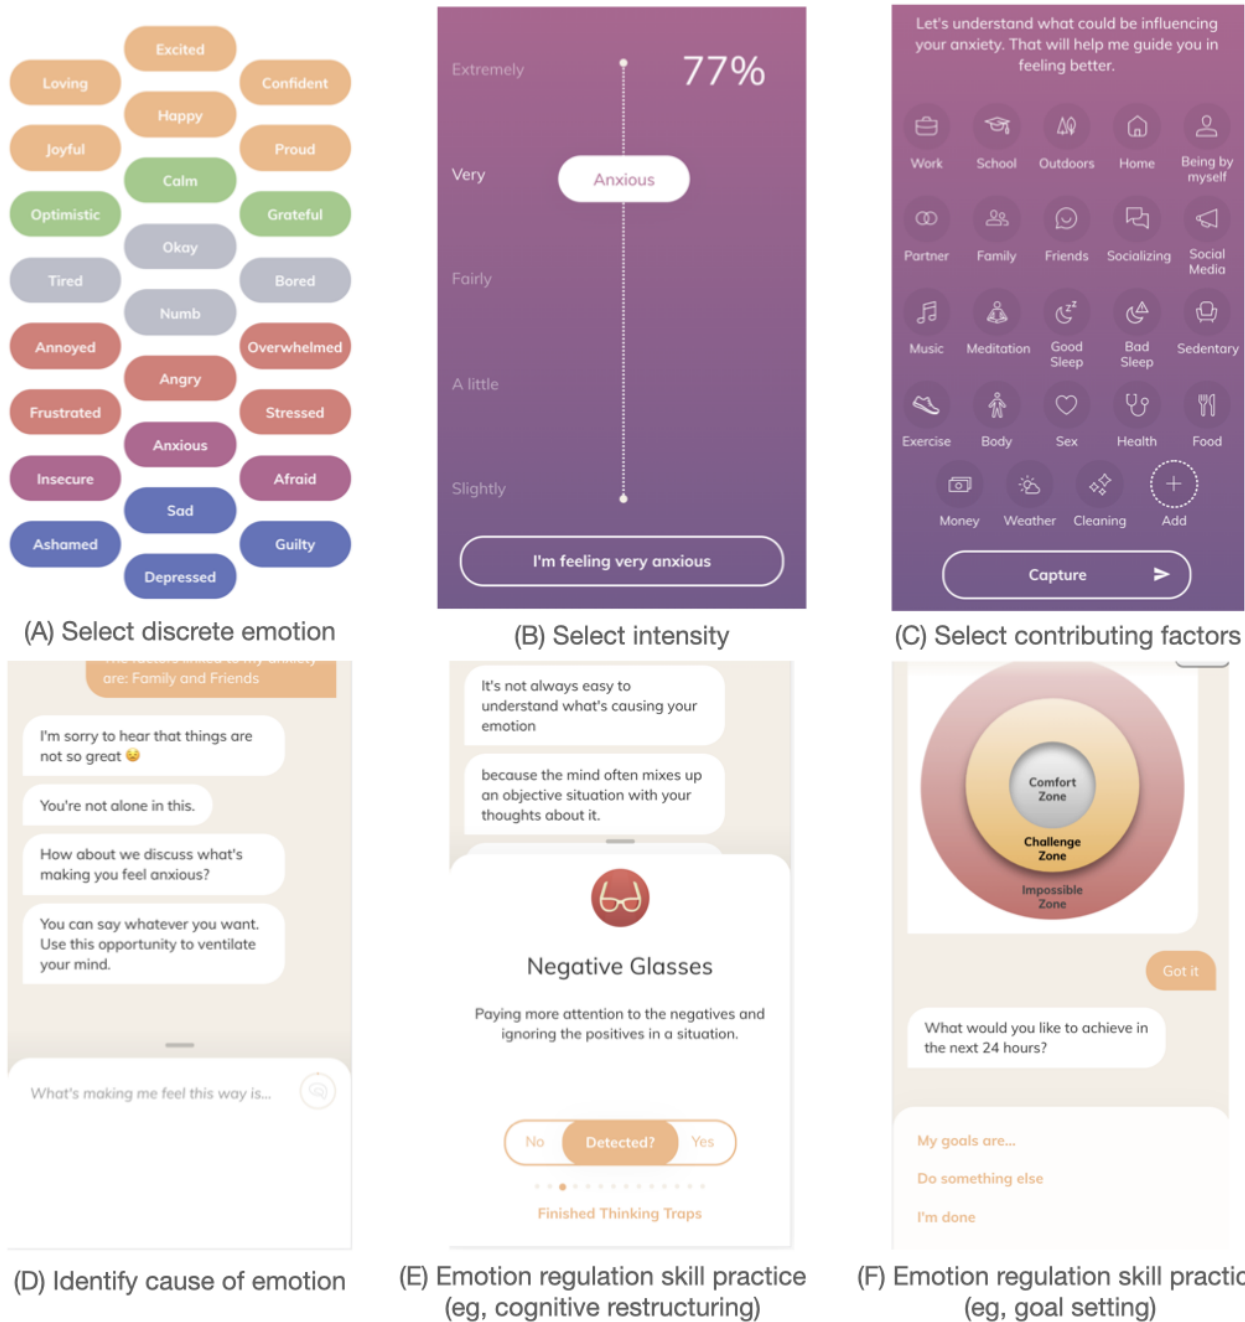 Excited
Loving
Confident
Happy
Joyful
Proud
Calm
Optimistic
Grateful
Okay
Tired
Bored
Numb
Annoyed
Overwhelmed
Angry
Frustrated
Stressed
Anxious
Insecure
Afraid
Sad
Ashamed
Guilty
Depressed
(A) Select discrete emotion
Extremely
77%
Very
Anxious
Fairly
A little
Slightly
I'm feeling very anxious
(B) Select intensity
Let's understand what could be influencing
your anxiety. That will help me guide you in
feeling better.
Work School Outdoors Home Being by
myself
Partner Family Friends Socializing Social
Media
Music Meditation Good Bad Sedentary
Sleep Sleep
Exercise Body Sex Health Food
Money Weather Cleaning Add
Capture
(C) Select contributing factors
The factors linked to my anxiety
are: Family and Friends
I'm sorry to hear that things are
not so great 😣
You're not alone in this.
How about we discuss what's
making you feel anxious?
You can say whatever you want.
Use this opportunity to ventilate
your mind.
What's making me feel this way is...
(D) Identify cause of emotion
It's not always easy to
understand what's causing your
emotion
because the mind often mixes up
an objective situation with your
thoughts about it.
Negative Glasses
Paying more attention to the negatives and
ignoring the positives in a situation.
No Detected? Yes
Finished Thinking Traps
(E) Emotion regulation skill practice
(eg, cognitive restructuring)
Comfort
Zone
Challenge
Zone
Impossible
Zone
Got it
What would you like to achieve in
the next 24 hours?
My goals are...
Do something else
I'm done
(F) Emotion regulation skill practic
(eg, goal setting)